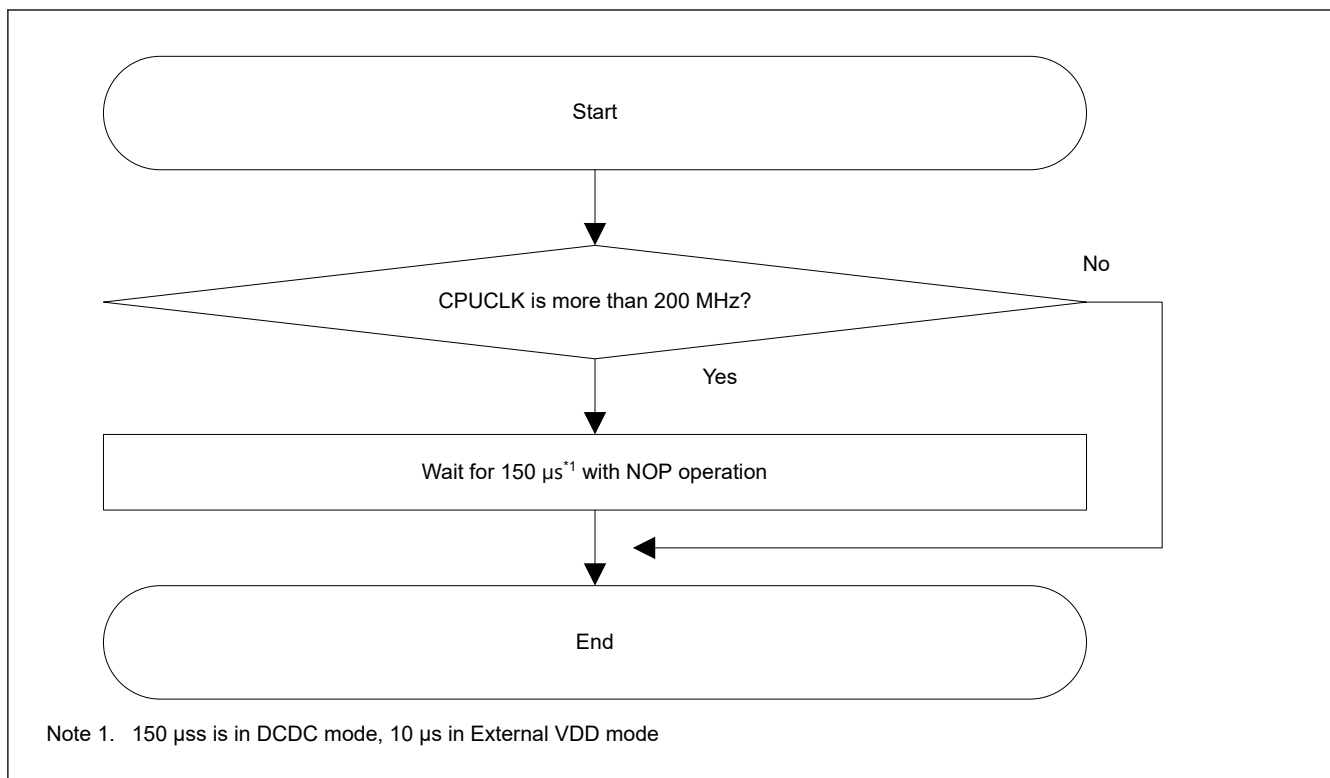 Start
CPUCLK is more than 200 MHz?
No
Yes
Wait for 150 μs*1 with NOP operation
End
Note 1. 150 μss is in DCDC mode, 10 μs in External VDD mode